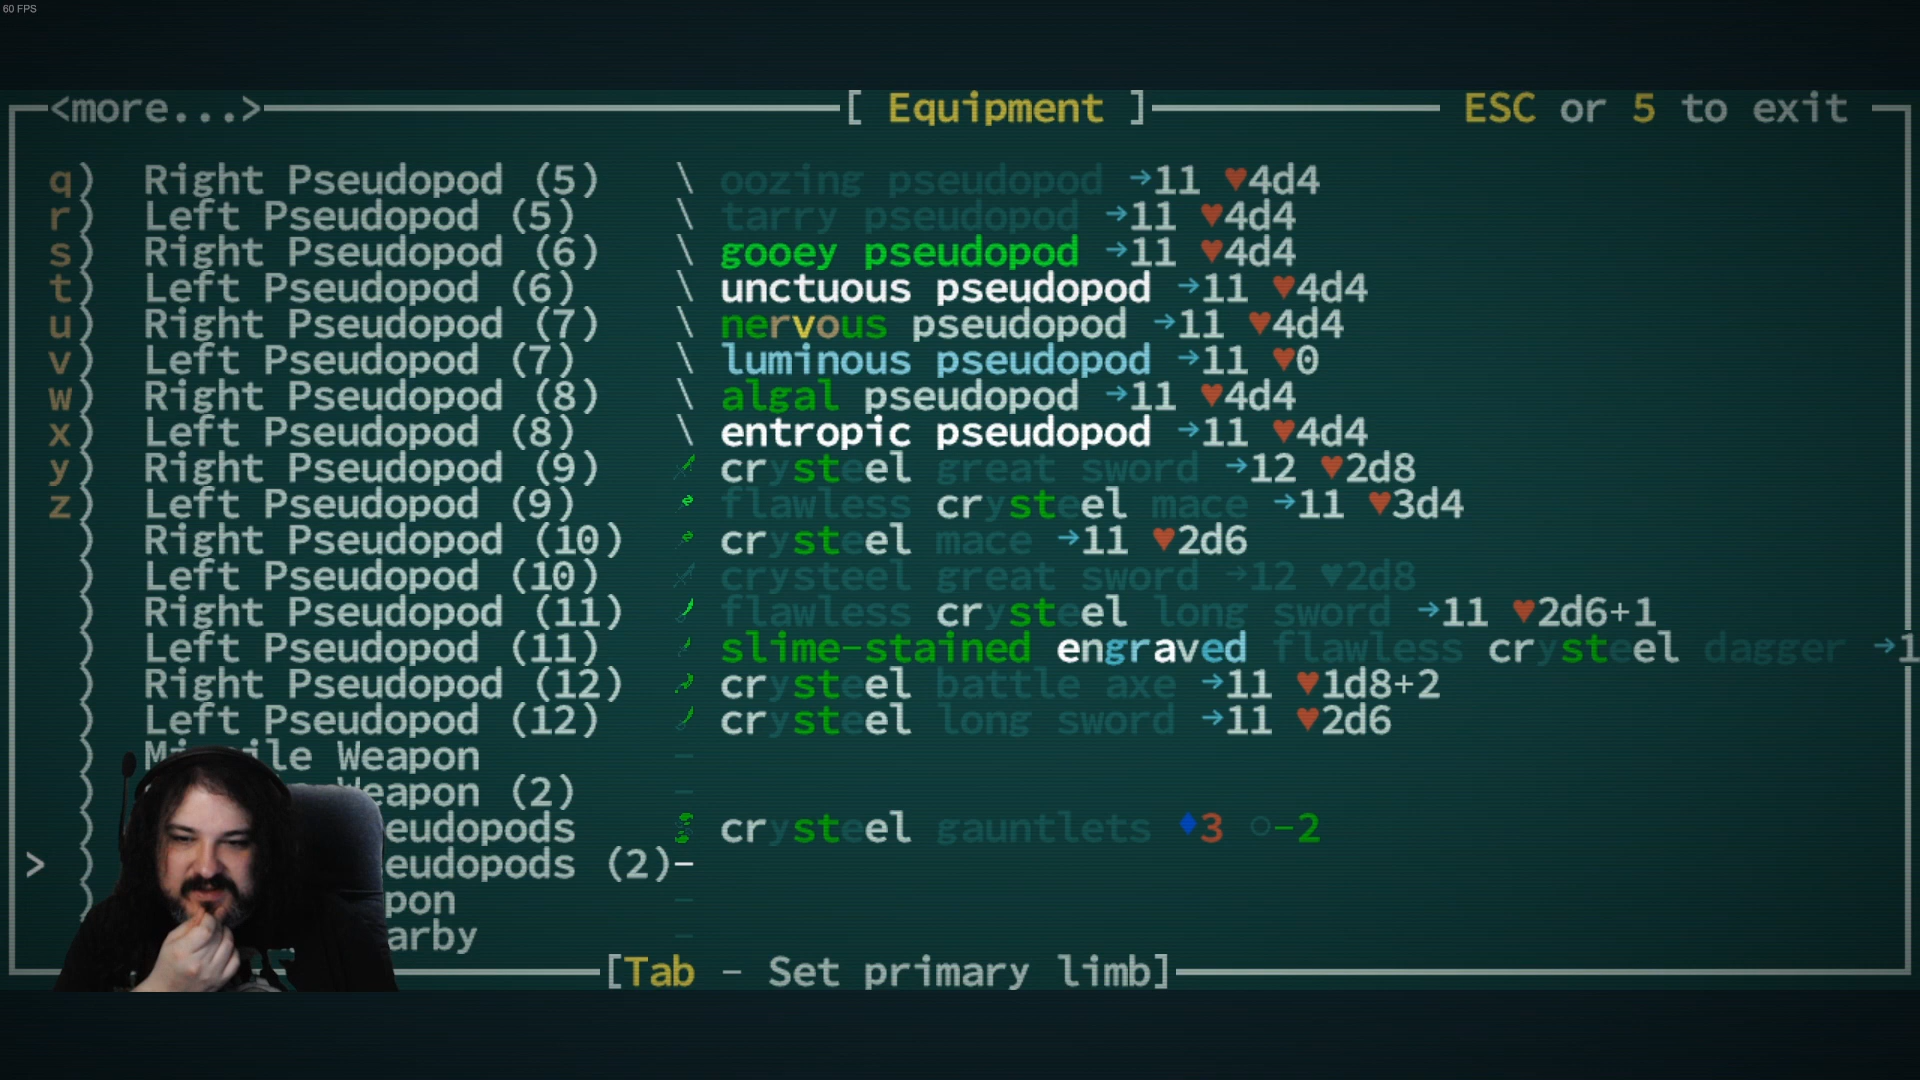 60 FPS
<more...> [ Equipment ] ESC or 5 to exit
q) Right Pseudopod (5) \ oozing pseudopod →11 ♥4d4
r) Left Pseudopod (5) \ tarry pseudopod →11 ♥4d4
s) Right Pseudopod (6) \ gooey pseudopod →11 ♥4d4
t) Left Pseudopod (6) \ unctuous pseudopod →11 ♥4d4
u) Right Pseudopod (7) \ nervous pseudopod →11 ♥4d4
v) Left Pseudopod (7) \ luminous pseudopod →11 ♥0
w) Right Pseudopod (8) \ algal pseudopod →11 ♥4d4
x) Left Pseudopod (8) \ entropic pseudopod →11 ♥4d4
y) Right Pseudopod (9) crysteel great sword →12 ♥2d8
z) Left Pseudopod (9) flawless crysteel mace →11 ♥3d4
) Right Pseudopod (10) crysteel mace →11 ♥2d6
) Left Pseudopod (10) crysteel great sword →12 ♥2d8
) Right Pseudopod (11) flawless crysteel long sword →11 ♥2d6+1
) Left Pseudopod (11) slime-stained engraved flawless crysteel dagger →1
) Right Pseudopod (12) crysteel battle axe →11 ♥1d8+2
) Left Pseudopod (12) crysteel long sword →11 ♥2d6
) Missile Weapon –
) Weapon (2) –
) eudopods crysteel gauntlets ♦3 ○-2
> ) eudopods (2)–
) pon –
arby –
[Tab - Set primary limb]